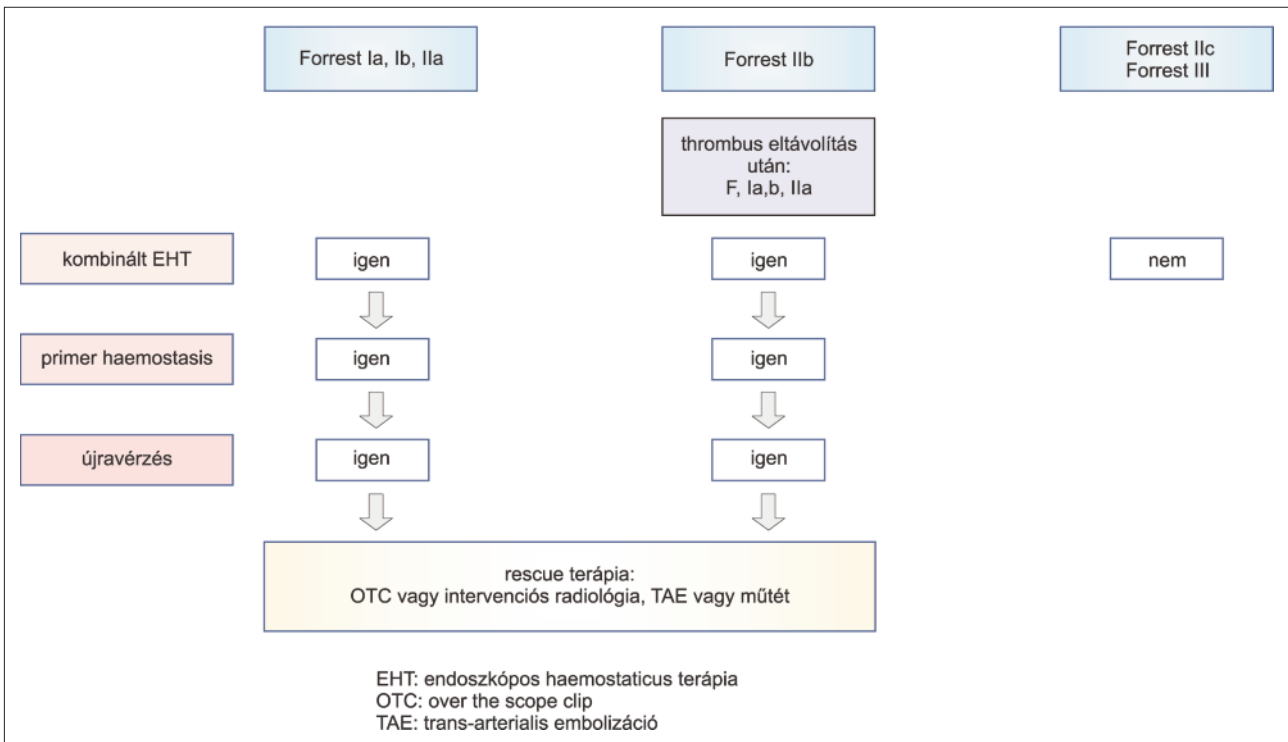 Forrest Ia, Ib, IIa
Forrest IIb
Forrest IIc
Forrest III
thrombus eltávolítás
után:
F, Ia,b, IIa
kombinált EHT
igen
igen
nem
primer haemostasis
igen
igen
újravérzés
igen
igen
rescue terápia:
OTC vagy intervenciós radiológia, TAE vagy műtét
EHT: endoszkópos haemostaticus terápia
OTC: over the scope clip
TAE: trans-arterialis embolizáció